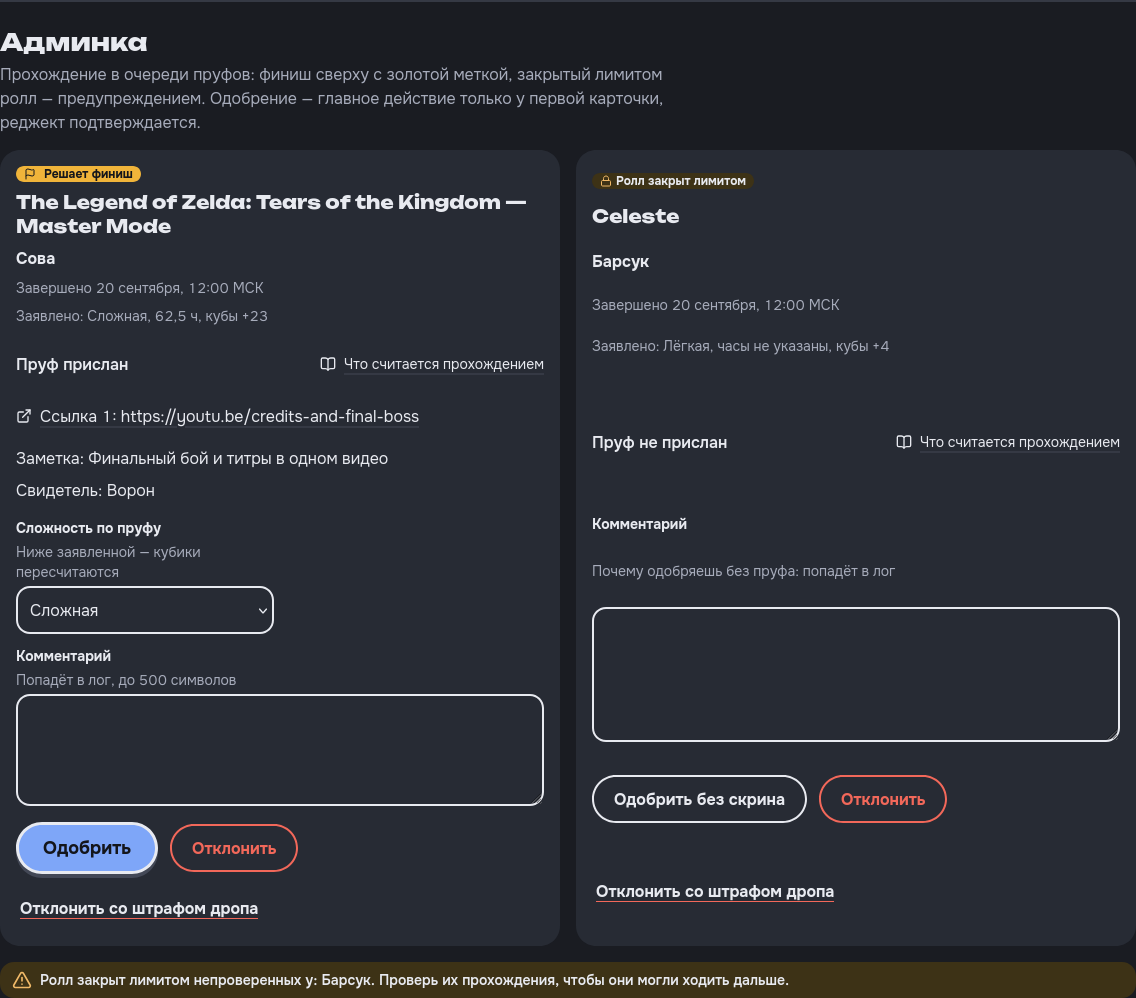 Админка
Прохождение в очереди пруфов: финиш сверху с золотой меткой, закрытый лимитом
ролл — предупреждением. Одобрение — главное действие только у первой карточки,
реджект подтверждается.
Решает финиш
The Legend of Zelda: Tears of the Kingdom —
Master Mode
Сова
Завершено 20 сентября, 12:00 МСК
Заявлено: Сложная, 62,5 ч, кубы +23
Пруф прислан
Что считается прохождением
Ссылка 1: https://youtu.be/credits-and-final-boss
Заметка: Финальный бой и титры в одном видео
Свидетель: Ворон
Сложность по пруфу
Ниже заявленной — кубики
пересчитаются
Сложная
Комментарий
Попадёт в лог, до 500 символов
Одобрить
Отклонить
Отклонить со штрафом дропа
Ролл закрыт лимитом
Celeste
Барсук
Завершено 20 сентября, 12:00 МСК
Заявлено: Лёгкая, часы не указаны, кубы +4
Пруф не прислан
Что считается прохождением
Комментарий
Почему одобряешь без пруфа: попадёт в лог
Одобрить без скрина
Отклонить
Отклонить со штрафом дропа
Ролл закрыт лимитом непроверенных у: Барсук. Проверь их прохождения, чтобы они могли ходить дальше.